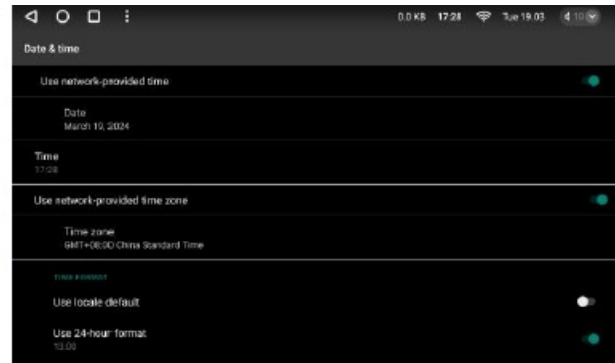 0.0 KB 17:28 Tue 19.03 10
Date & time
Use network-provided time
Date
March 19, 2024
Time
17:28
Use network-provided time zone
Time zone
GMT+08:00 China Standard Time
TIME FORMAT
Use locale default
Use 24-hour format
13:00